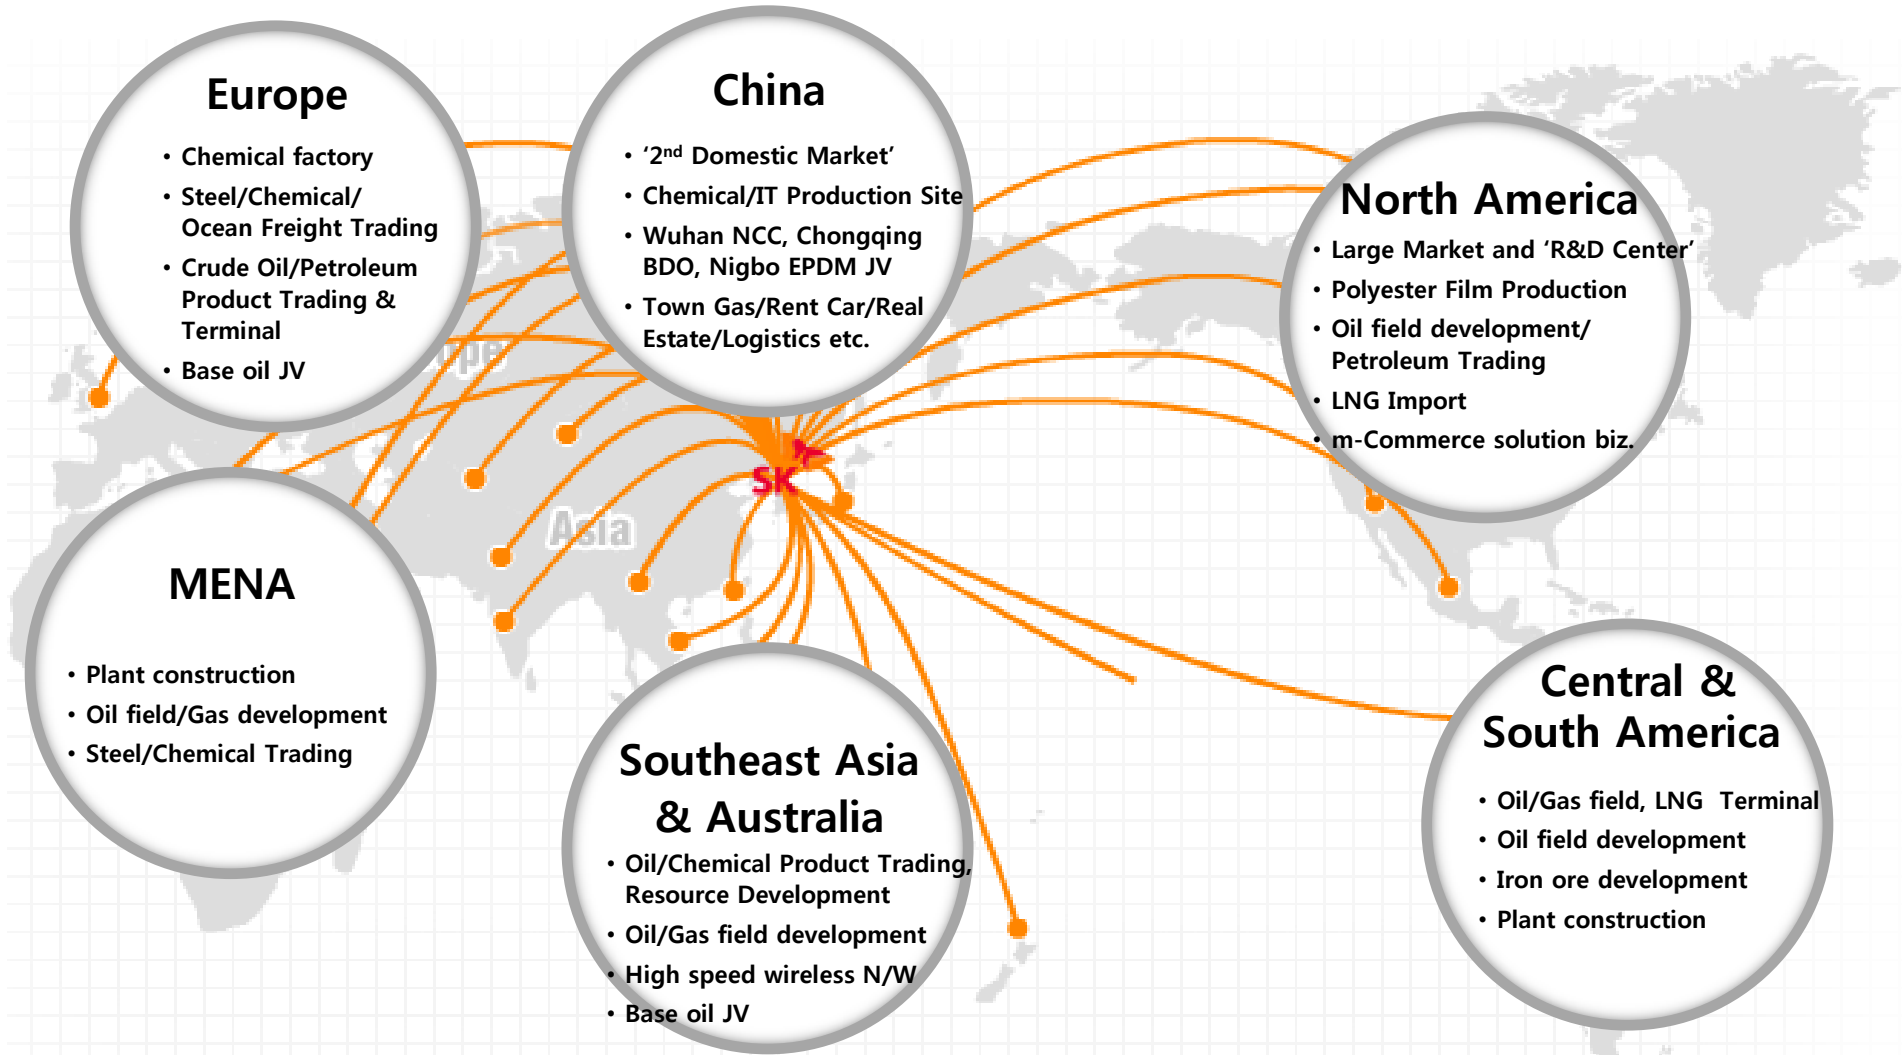 Europe
• Chemical factory
• Steel/Chemical/
Ocean Freight Trading
• Crude Oil/Petroleum
Product Trading &
Terminal
• Base oil JV
China
• ‘2nd Domestic Market’
• Chemical/IT Production Site
• Wuhan NCC, Chongqing
BDO, Nigbo EPDM JV
• Town Gas/Rent Car/Real
Estate/Logistics etc.
North America
• Large Market and ‘R&D Center’
• Polyester Film Production
• Oil field development/
Petroleum Trading
• LNG Import
• m-Commerce solution biz.
SK
Asia
MENA
• Plant construction
• Oil field/Gas development
• Steel/Chemical Trading
Southeast Asia
& Australia
• Oil/Chemical Product Trading,
Resource Development
• Oil/Gas field development
• High speed wireless N/W
• Base oil JV
Central &
South America
• Oil/Gas field, LNG  Terminal
• Oil field development
• Iron ore development
• Plant construction